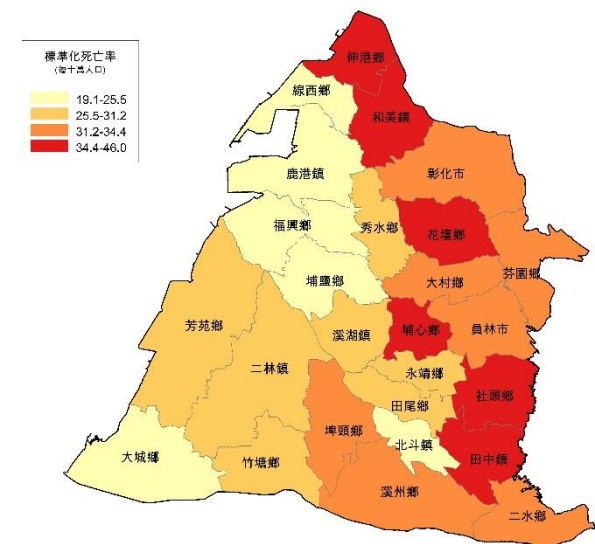 標準化死亡率
(每十萬人口)
19.1-25.5
25.5-31.2
31.2-34.4
34.4-46.0
伸港鄉
線西鄉
和美鎮
鹿港鎮
彰化市
福興鄉
秀水鄉
花壇鄉
芬園鄉
埔鹽鄉
大村鄉
芳苑鄉
溪湖鎮
埔心鄉
員林市
二林鎮
永靖鄉
社頭鄉
田尾鄉
埤頭鄉
北斗鎮
大城鄉
竹塘鄉
田中鎮
溪州鄉
二水鄉